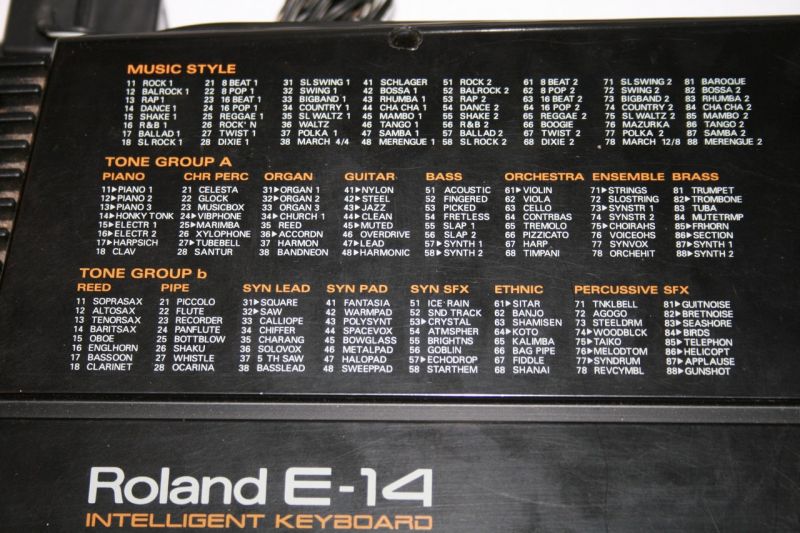 MUSIC STYLE
11 ROCK 1 21 8 BEAT 1 31 SL SWING 1 41 SCHLAGER 51 ROCK 2 61 8 BEAT 2 71 SL SWING 2 81 BAROQUE
12 BALROCK 1 22 8 POP 1 32 SWING 1 42 BOSSA 1 52 BALROCK 2 62 8 POP 2 72 SWING 2 82 BOSSA 2
13 RAP 1 23 16 BEAT 1 33 BIGBAND 1 43 RHUMBA 1 53 RAP 2 63 16 BEAT 2 73 BIGBAND 2 83 RHUMBA 2
14 DANCE 1 24 16 POP 1 34 COUNTRY 1 44 CHA CHA 1 54 DANCE 2 64 16 POP 2 74 COUNTRY 2 84 CHA CHA 2
15 SHAKE 1 25 REGGAE 1 35 SL WALTZ 1 45 MAMBO 1 55 SHAKE 2 65 REGGAE 2 75 SL WALTZ 2 85 MAMBO 2
16 R&B 1 26 ROCK' N 36 WALTZ 46 TANGO 1 56 R&B 2 66 BOOGIE 76 MAZURKA 86 TANGO 2
17 BALLAD 1 27 TWIST 1 37 POLKA 1 47 SAMBA 1 57 BALLAD 2 67 TWIST 2 77 POLKA 2 87 SAMBA 2
18 SL ROCK 1 28 DIXIE 1 38 MARCH 4/4 48 MERENGUE 1 58 SL ROCK 2 68 DIXIE 2 78 MARCH 12/8 88 MERENGUE 2
TONE GROUP A
PIANO CHR PERC ORGAN GUITAR BASS ORCHESTRA ENSEMBLE BRASS
11▶PIANO 1 21 CELESTA 31▶ORGAN 1 41▶NYLON 51 ACOUSTIC 61▶VIOLIN 71▶STRINGS 81 TRUMPET
12▶PIANO 2 22 GLOCK 32▶ORGAN 2 42▶STEEL 52 FINGERED 62 VIOLA 72 SLOSTRING 82▶TROMBONE
13▶PIANO 3 23 MUSICBOX 33 ORGAN 3 43▶JAZZ 53 PICKED 63 CELLO 73▶SYNSTR 1 83 TUBA
14▶HONKY TONK 24▶VIBPHONE 34▶CHURCH 1 44▶CLEAN 54 FRETLESS 64 CONTRBAS 74 SYNSTR 2 84 MUTETRMP
15▶ELECTR 1 25▶MARIMBA 35 REED 45▶MUTED 55 SLAP 1 65 TREMOLO 75▶CHOIRAHS 85▶FRHORN
16▶ELECTR 2 26 XYLOPHONE 36▶ACCORDN 46 OVERDRIVE 56 SLAP 2 66 PIZZICATO 76 VOICEOHS 86▶SECTION
17▶HARPSICH 27▶TUBEBELL 37 HARMON 47▶LEAD 57▶SYNTH 1 67 HARP. 77 SYNVOX 87▶SYNTH 1
18 CLAV 28 SANTUR 38 BANDNEON 48▶HARMONIC 58▶SYNTH 2 68 TIMPANI 78 ORCHEHIT 88▶SYNTH 2
TONE GROUP b
REED PIPE SYN LEAD SYN PAD SYN SFX ETHNIC PERCUSSIVE SFX
11 SOPRASAX 21 PICCOLO 31▶SQUARE 41 FANTASIA 51 ICE·RAIN 61▶SITAR 71 TNKLBELL 81▶GUITNOISE
12 ALTOSAX 22 FLUTE 32▶SAW 42 WARMPAD 52 SND TRACK 62 BANJO 72 AGOGO 82▶BRETNOISE
13 TENORSAX 23 RECORDER 33 CALLIOPE 43 POLYSYNT 53▶CRYSTAL 63 SHAMISEN 73 STEELDRM 83▶SEASHORE
14 BARITSAX 24 PANFLUTE 34 CHIFFER 44 SPACEVOX 54 ATMSPHER 64▶KOTO 74▶WOODBLCK 84▶BIRDS
15 OBOE 25 BOTTBLOW 35 CHARANG 45 BOWGLASS 55 BRIGHTNS 65 KALIMBA 75▶TAIKO 85▶TELEPHON
16 ENGLHORN 26 SHAKU 36 SOLOVOX 46 METALPAD 56 GOBLIN 66 BAG PIPE 76▶MELODTOM 86▶HELICOPT
17 BASSOON 27 WHISTLE 37 5 TH SAW 47 HALOPAD 57▶ECHODROP 67 FIDDLE 77▶SYNDRUM 87▶APPLAUSE
18 CLARINET 28 OCARINA 38 BASSLEAD 48 SWEEPPAD 58 STARTHEM 68 SHANAI 78 REVCYMBL 88▶GUNSHOT
Roland E-14
INTELLIGENT KEYBOARD